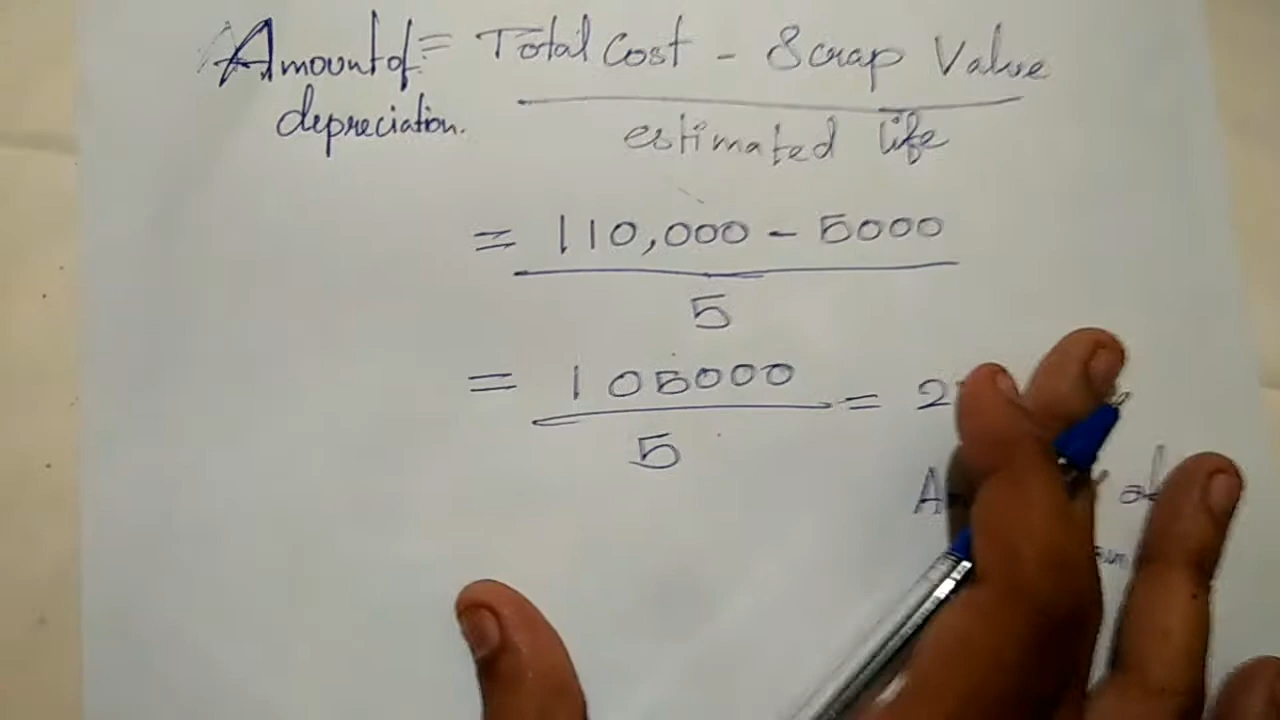 Amount of = Total Cost - Scrap Value
depreciation.
estimated life
= 110,000 - 5000
5
= 105000 = 2
5